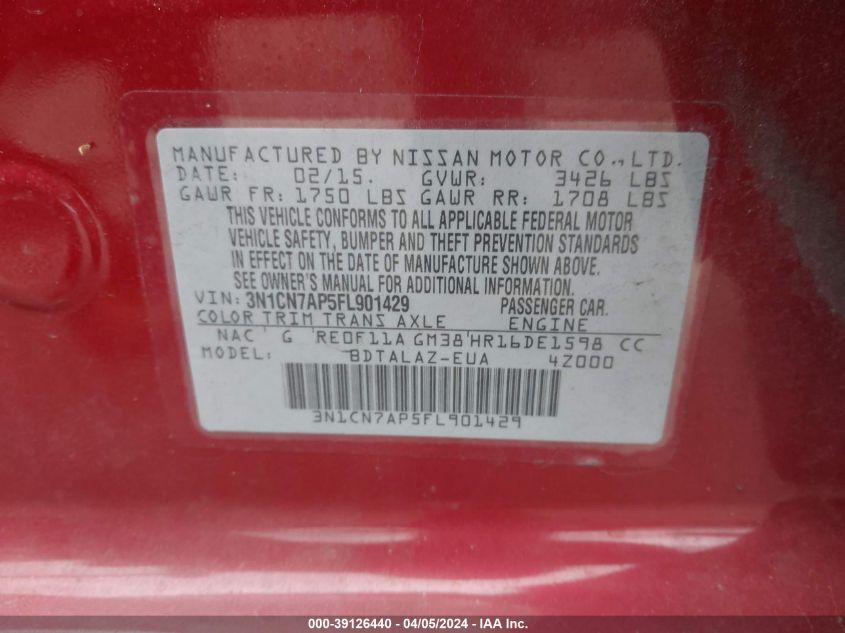 MANUFACTURED BY NISSAN MOTOR CO.,LTD.
DATE: 02/15. GVWR: 3426 LBS
GAWR FR: 1750 LBS GAWR RR: 1708 LBS
THIS VEHICLE CONFORMS TO ALL APPLICABLE FEDERAL MOTOR
VEHICLE SAFETY, BUMPER AND THEFT PREVENTION STANDARDS
IN EFFECT ON THE DATE OF MANUFACTURE SHOWN ABOVE.
SEE OWNER'S MANUAL FOR ADDITIONAL INFORMATION.
VIN: 3N1CN7AP5FL901429 PASSENGER CAR.
COLOR TRIM TRANS AXLE ENGINE
NAC G RE0F11A GM38 HR16DE1598 CC
MODEL: BDTALAZ-EUA 4Z000
3N1CN7AP5FL901429
000-39126440 - 04/05/2024 - IAA Inc.